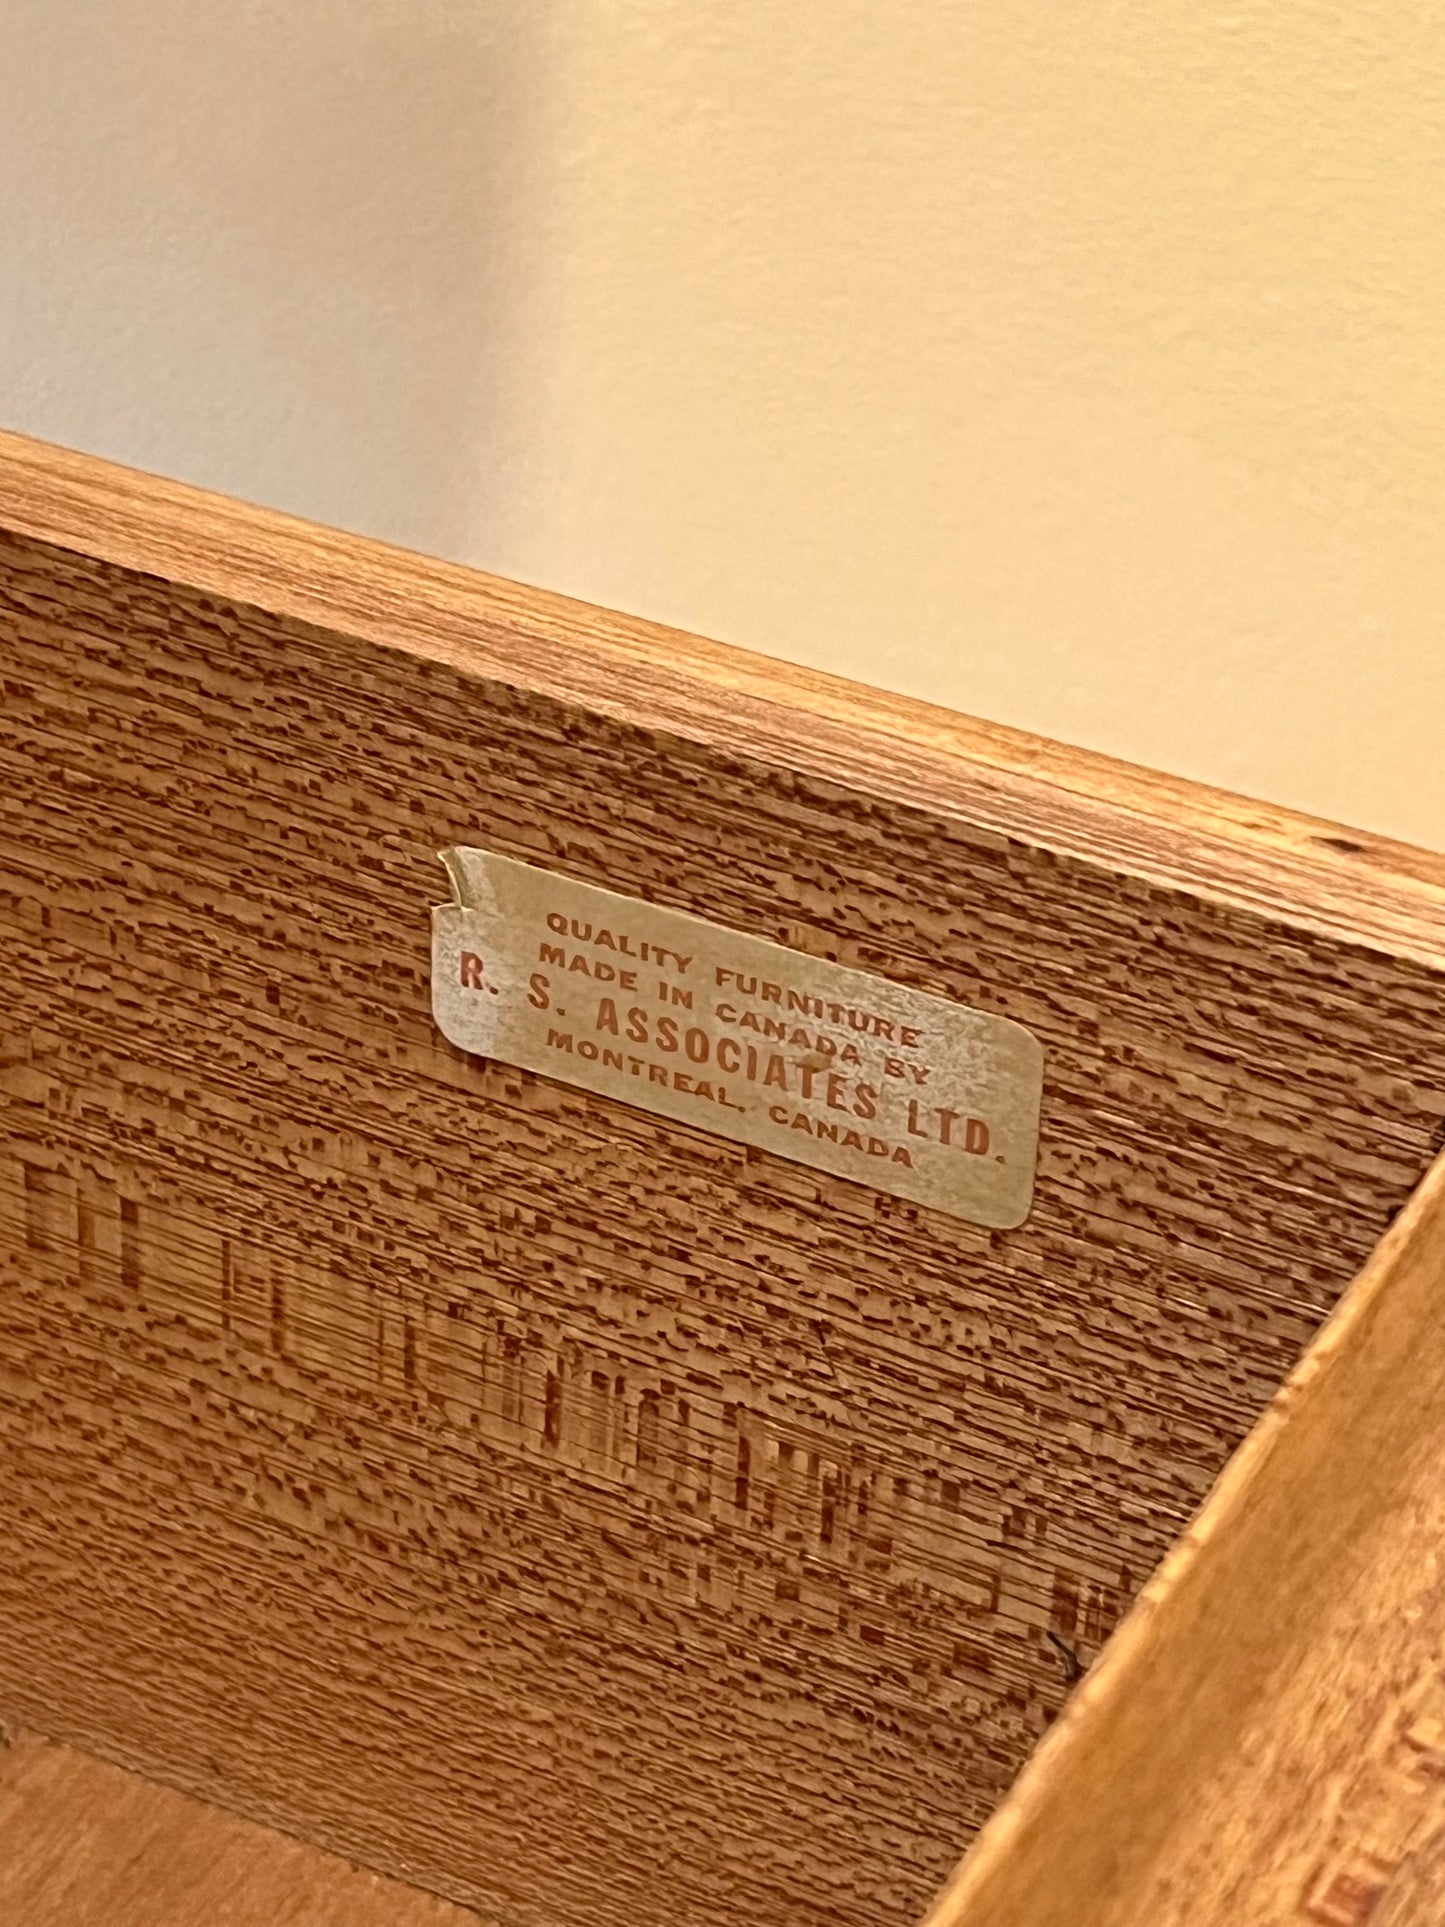 QUALITY FURNITURE
MADE IN CANADA BY
R. S. ASSOCIATES LTD.
MONTREAL, CANADA